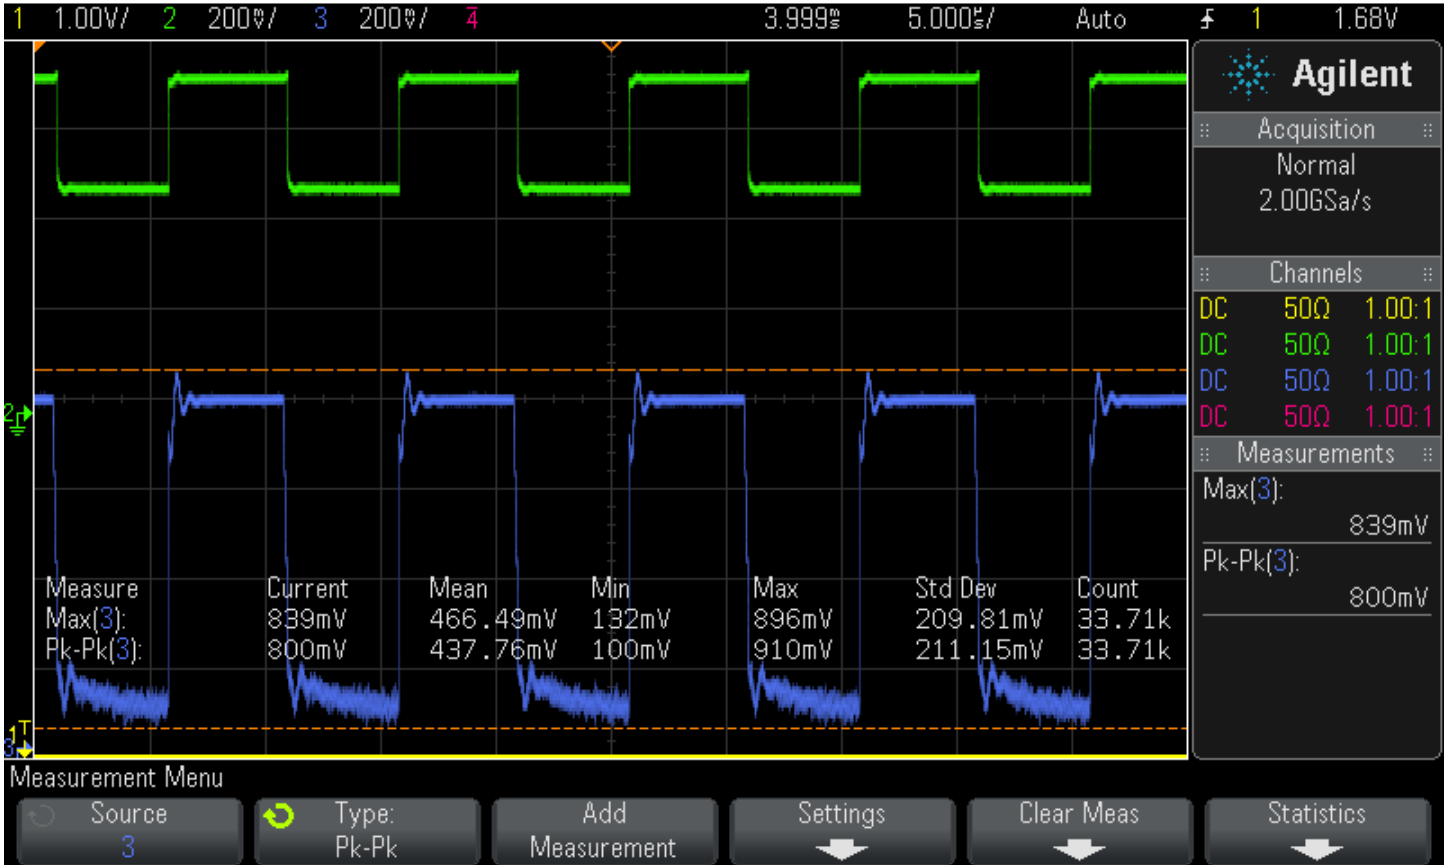 1 1.00V/ 2 200mV/ 3 200mV/ 4 3.999ms 5.000s/ Auto 1 1.68V
Agilent
Acquisition
Normal
2.00GSa/s
Channels
DC 50Ω 1.00:1
DC 50Ω 1.00:1
DC 50Ω 1.00:1
DC 50Ω 1.00:1
2
Measurements
Max(3):
839mV
Pk-Pk(3):
800mV
Measure Current Mean Min Max Std Dev Count
Max(3): 839mV 466.49mV 132mV 896mV 209.81mV 33.71k
Pk-Pk(3): 800mV 437.76mV 100mV 910mV 211.15mV 33.71k
1 T
3
Measurement Menu
Source
3
Type:
Pk-Pk
Add
Measurement
Settings
Clear Meas
Statistics